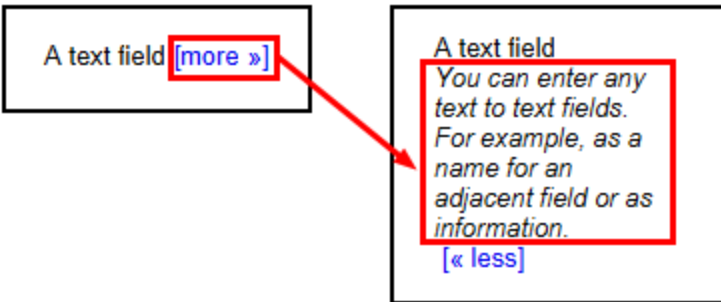 A text field [more »]
A text field
You can enter any
text to text fields.
For example, as a
name for an
adjacent field or as
information.
[« less]